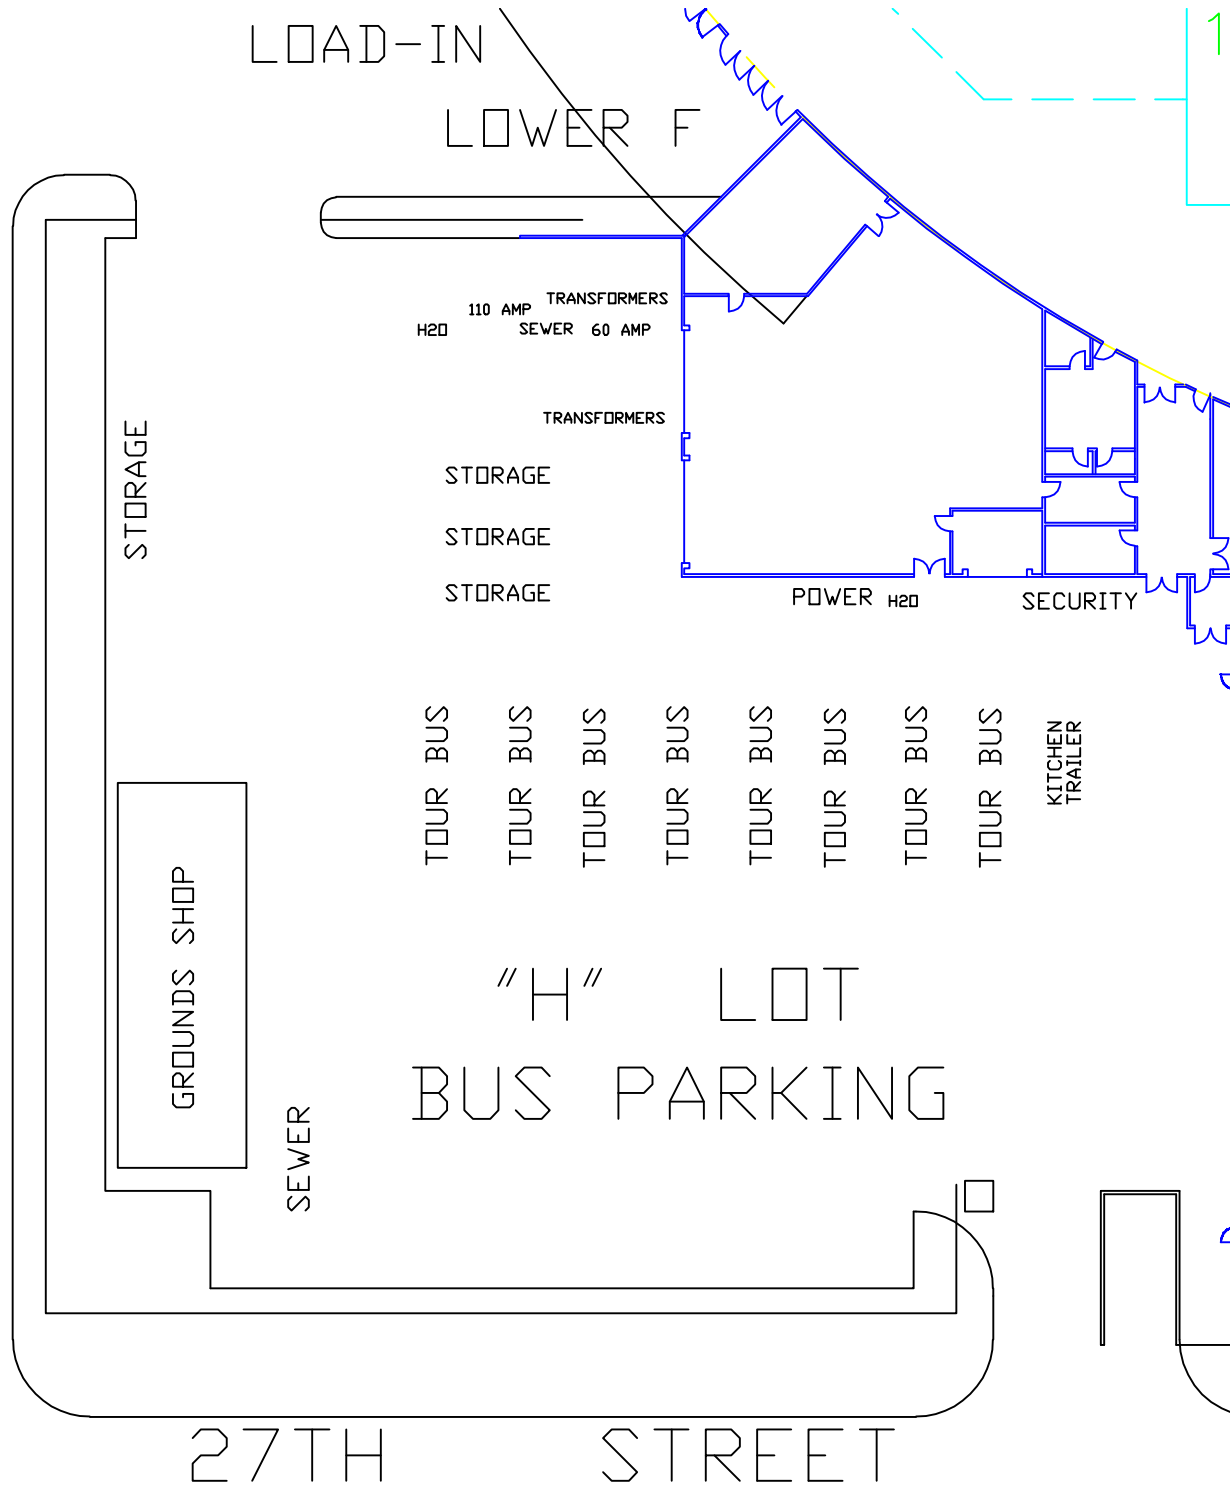 1
LOAD-IN
LOWER F
TRANSFORMERS
110 AMP
H2O
SEWER 60 AMP
TRANSFORMERS
STORAGE
STORAGE
STORAGE
STORAGE
POWER H2O
SECURITY
TOUR BUS
TOUR BUS
TOUR BUS
TOUR BUS
TOUR BUS
TOUR BUS
TOUR BUS
TOUR BUS
KITCHEN
TRAILER
GROUNDS SHOP
"H" LOT
BUS PARKING
SEWER
27TH STREET